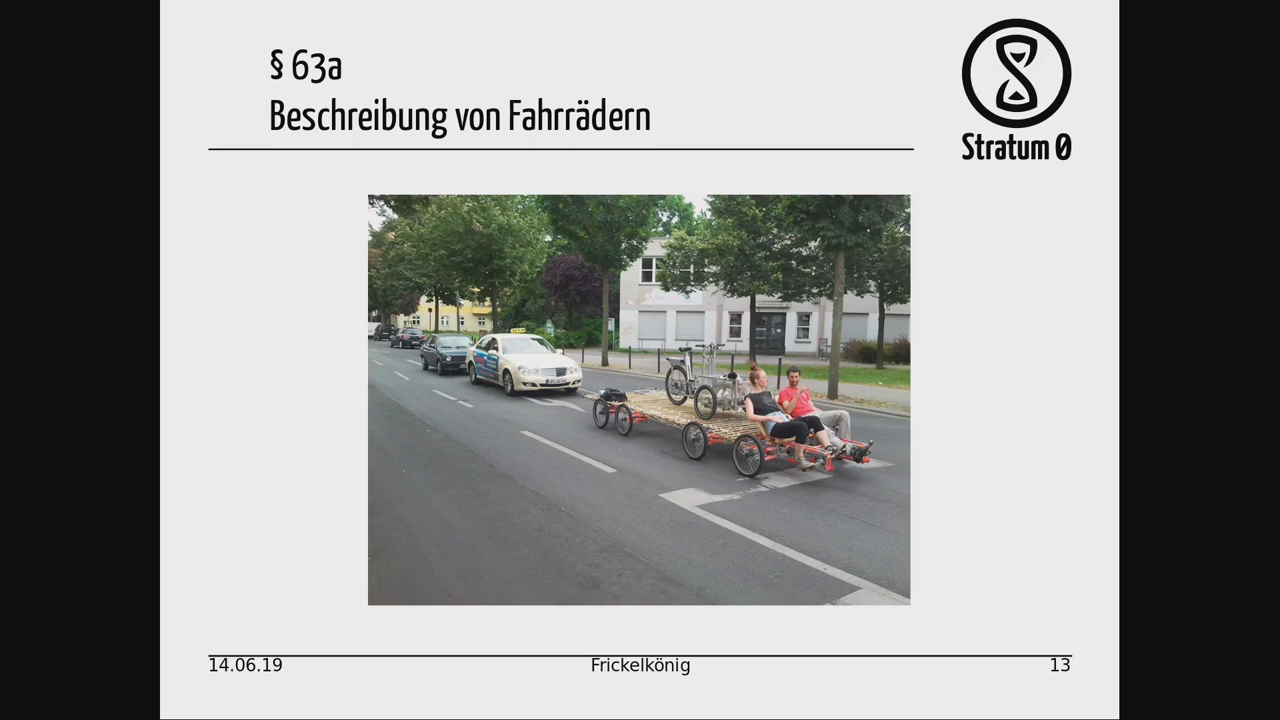 § 63a
Beschreibung von Fahrrädern
Stratum 0
14.06.19
Frickelkönig
13